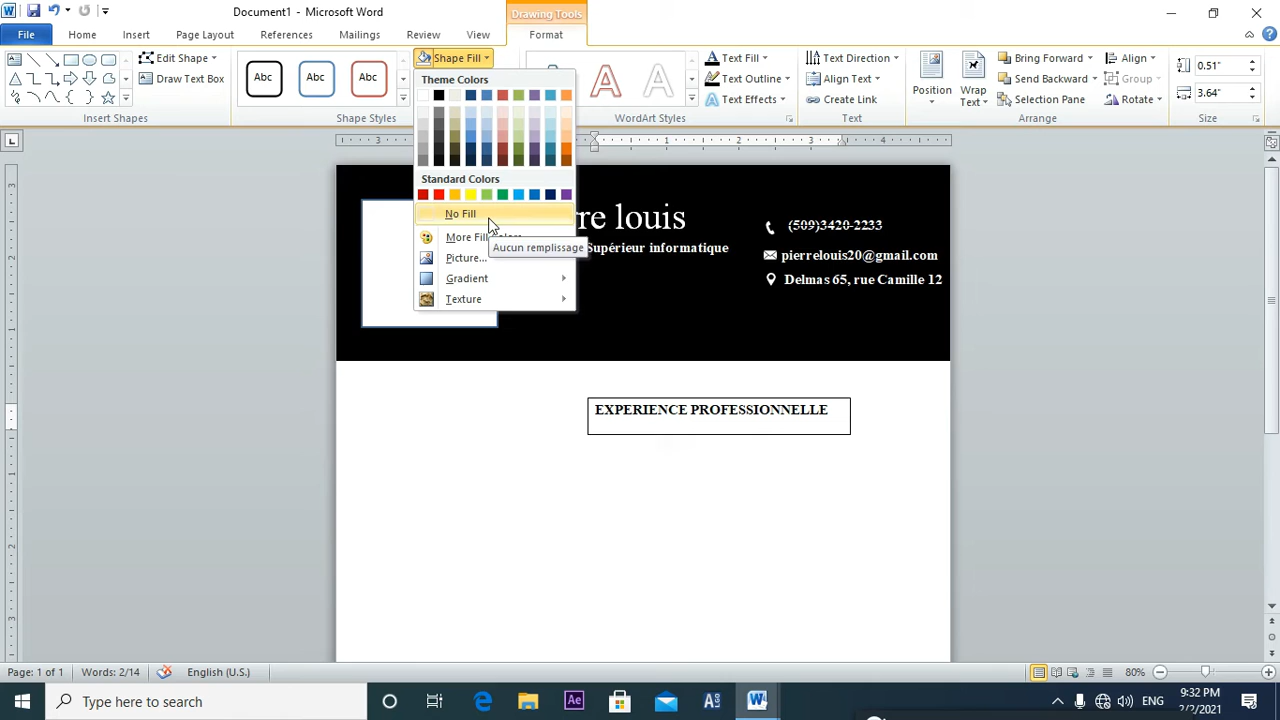 Document1 - Microsoft Word
Drawing Tools
File Home Insert Page Layout References Mailings Review View Format
Edit Shape
Draw Text Box
Insert Shapes
Abc Abc Abc
Shape Styles
Shape Fill
Theme Colors
Standard Colors
No Fill
More Fill Colors...
Aucun remplissage
Picture...
Gradient
Texture
WordArt Styles
Text Fill
Text Outline
Text Effects
Text Direction
Align Text
Create Link
Text
Position
Wrap Text
Bring Forward
Send Backward
Selection Pane
Align
Group
Rotate
Arrange
0.51"
3.64"
Size
re louis
Supérieur informatique
(509)3420-2233
pierrelouis20@gmail.com
Delmas 65, rue Camille 12
EXPERIENCE PROFESSIONNELLE
Page: 1 of 1 Words: 2/14 English (U.S.) 80%
Type here to search
ENG
9:32 PM
2/2/2021